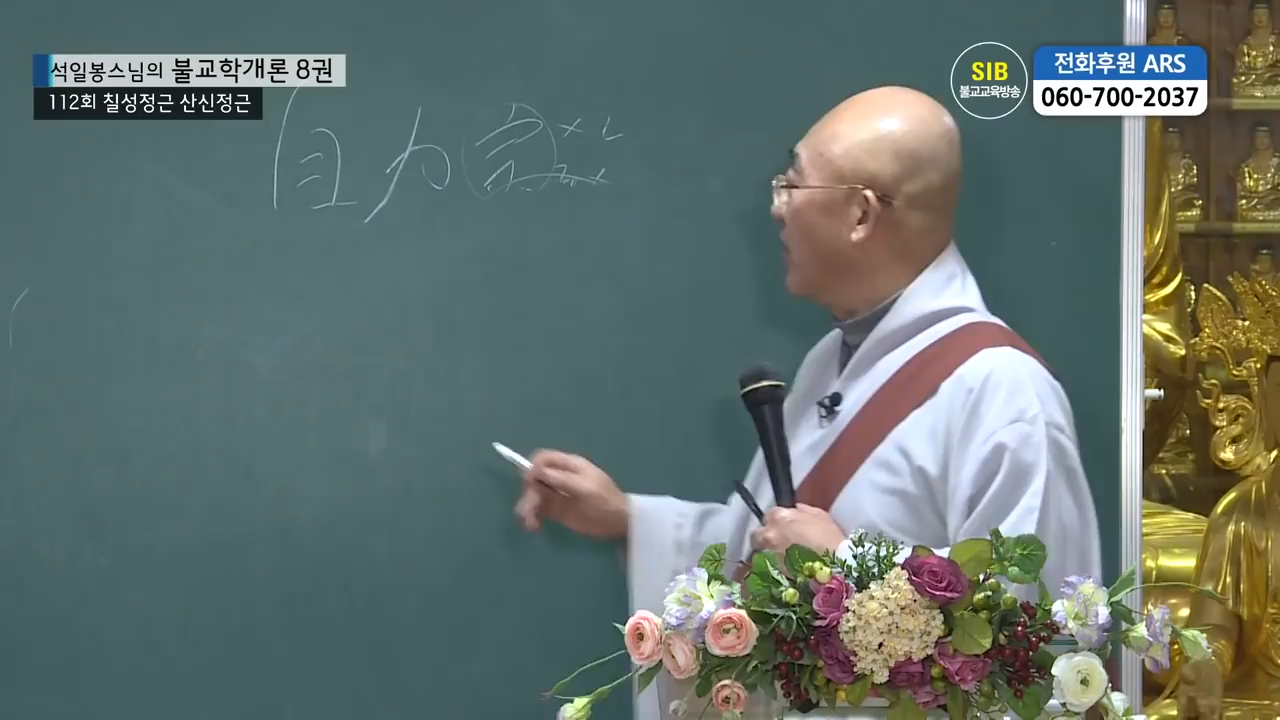 석일봉스님의 불교학개론 8권
112회 칠성정근 산신정근
SIB
불교교육방송
전화후원 ARS
060-700-2037
自力宗教